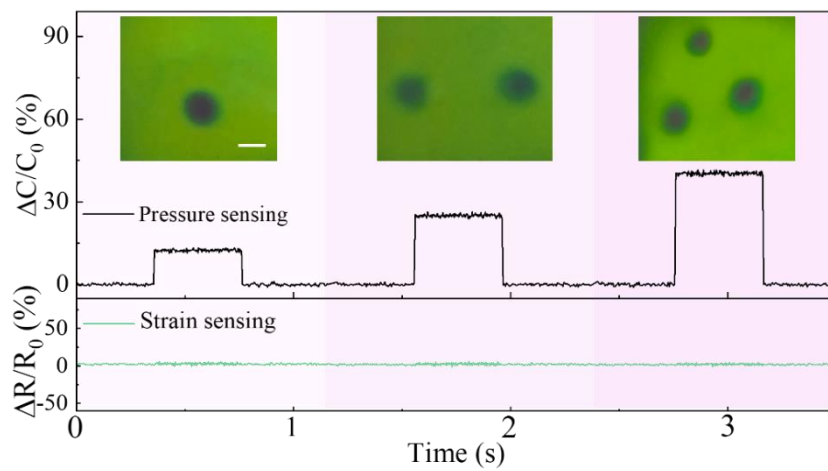 90
60
30
0
ΔC/C₀ (%)
Pressure sensing
50
0
-50
ΔR/R₀ (%)
Strain sensing
0 1 2 3
Time (s)